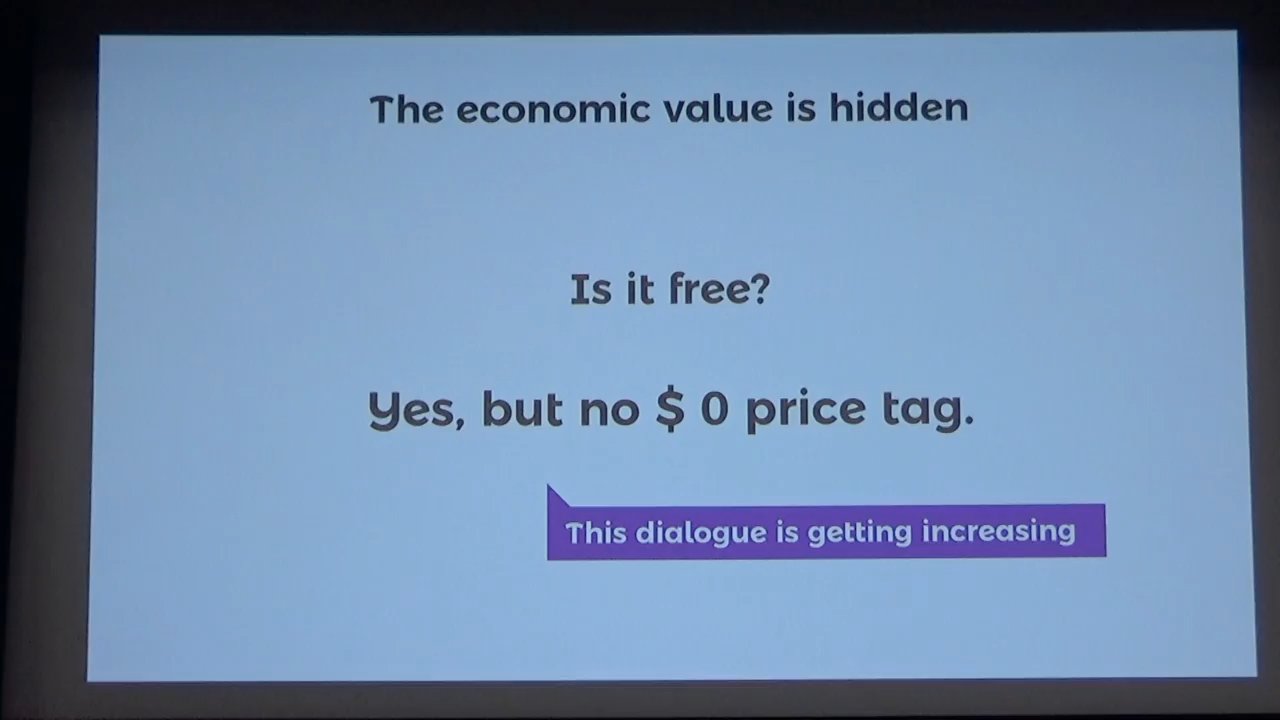 The economic value is hidden
Is it free?
Yes, but no $ 0 price tag.
This dialogue is getting increasing